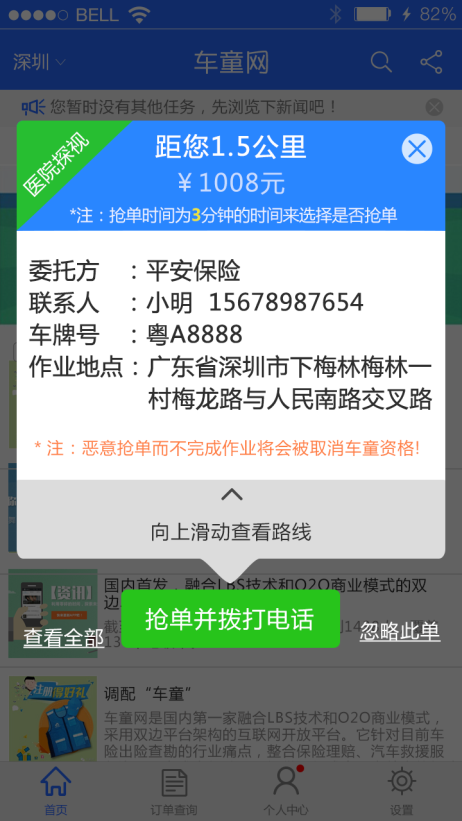 BELL 82%
深圳 车童网
您暂时没有其他任务，先浏览下新闻吧！
医院探视
距您1.5公里
￥1008元
*注：抢单时间为3分钟的时间来选择是否抢单
委托方 ：平安保险
联系人 ：小明 15678987654
车牌号 ：粤A8888
作业地点：广东省深圳市下梅林梅林一
村梅龙路与人民南路交叉路
* 注：恶意抢单而不完成作业将会被取消车童资格!
向上滑动查看路线
【资讯】
国内首发，融合LBS技术和O2O商业模式的双
抢单并拨打电话
查看全部
忽略此单
注册得好礼
调配“车童”
车童网是国内第一家融合LBS技术和O2O商业模式，
采用双边平台架构的互联网开放平台。它针对目前车
险出险查勘的行业痛点，整合保险理赔、汽车救援服
首页 订单查询 个人中心 设置